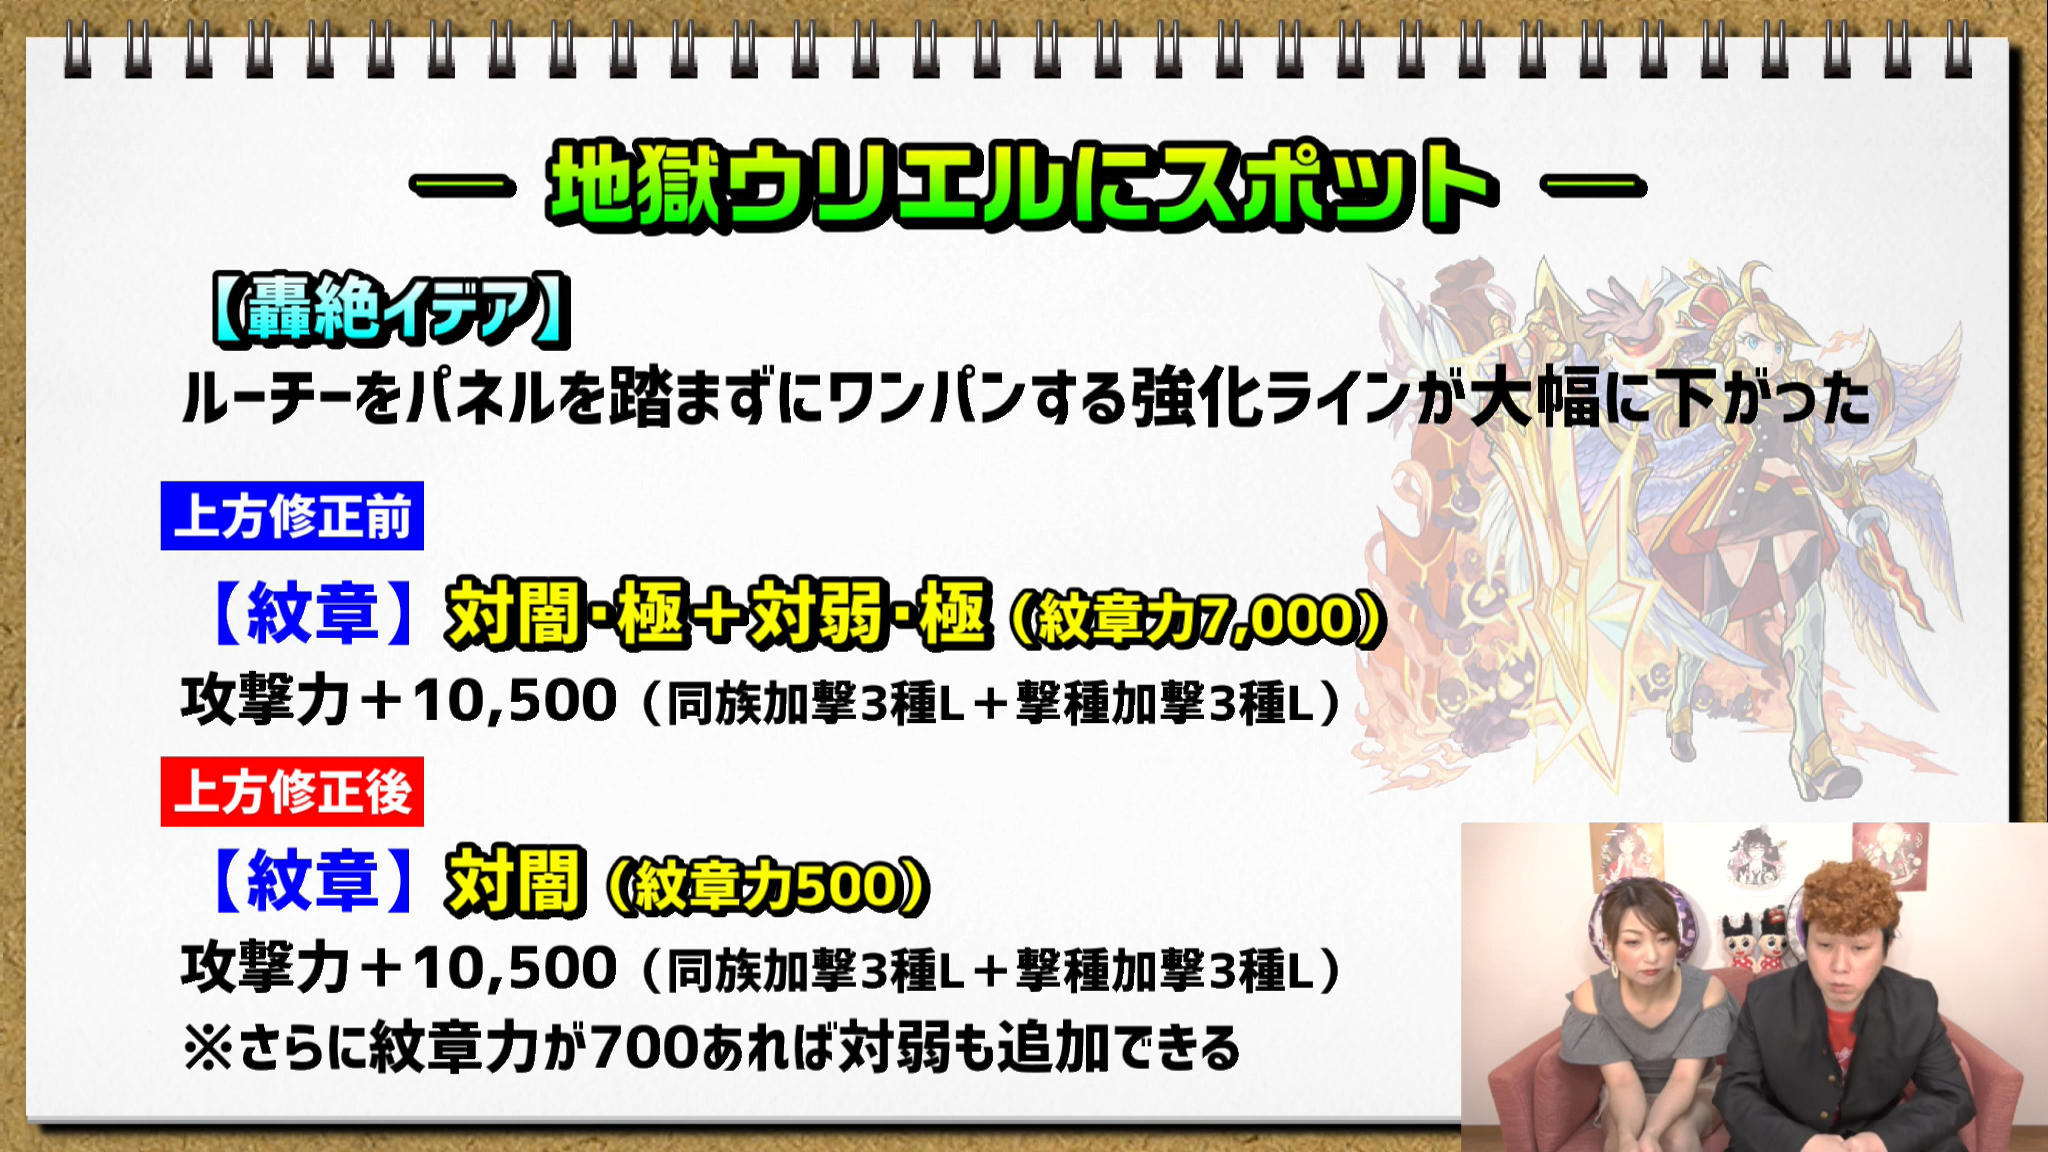 ― 地獄ウリエルにスポット ―
【轟絶イデア】
ルーチーをパネルを踏まずにワンパンする強化ラインが大幅に下がった
上方修正前
【紋章】対闇・極＋対弱・極（紋章力7,000）
攻撃力＋10,500（同族加撃3種L＋撃種加撃3種L）
上方修正後
【紋章】対闇（紋章力500）
攻撃力＋10,500（同族加撃3種L＋撃種加撃3種L）
※さらに紋章力が700あれば対弱も追加できる